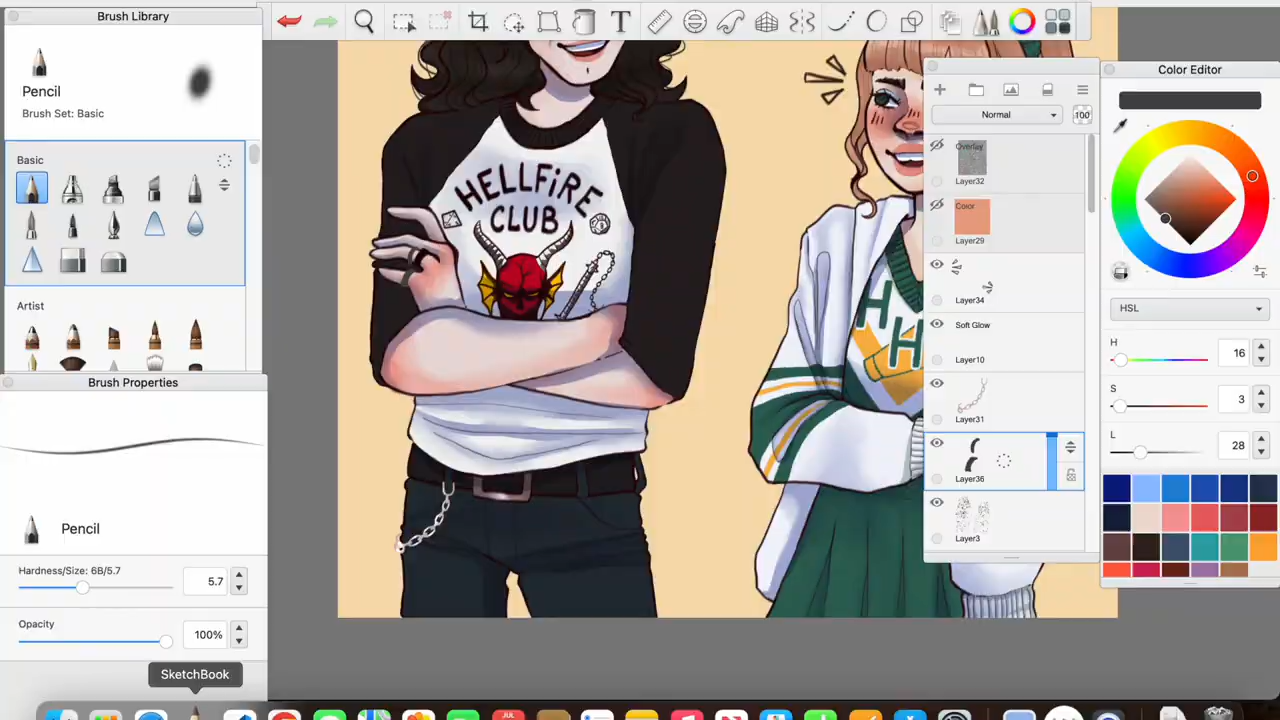 Brush Library
Pencil
Brush Set: Basic
Basic
Artist
Brush Properties
Pencil
Hardness/Size: 6B/5.7
5.7
Opacity
100%
SketchBook
T
HELLFiRE
CLUB
H
H
Normal
100
Overlay
Layer32
Color
Layer29
Layer34
Soft Glow
Layer10
Layer31
Layer36
Layer3
Color Editor
HSL
H
16
S
3
L
28
JUL